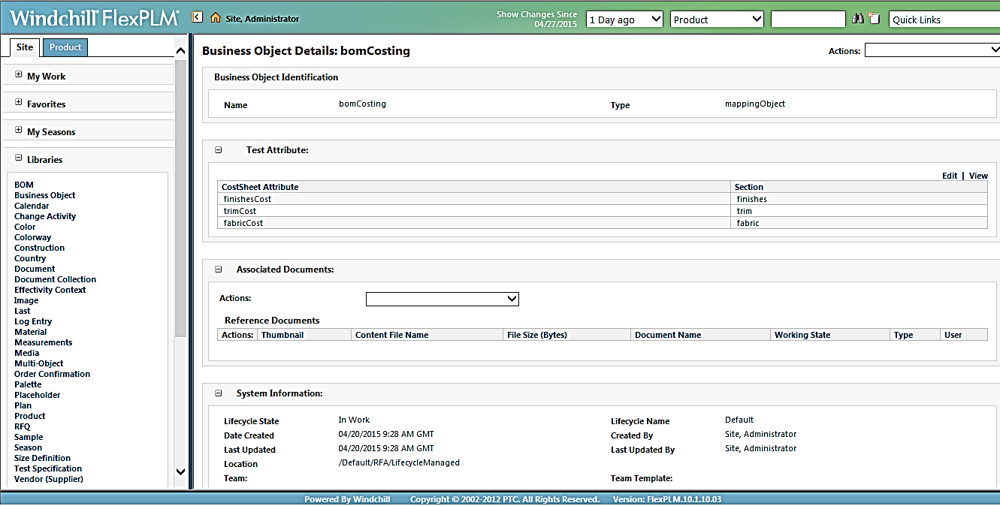 Windchill FlexPLM
Site, Administrator
Show Changes Since
04/27/2015
1 Day ago
Product
Quick Links
Site
Product
My Work
Favorites
My Seasons
Libraries
BOM
Business Object
Calendar
Change Activity
Color
Colorway
Construction
Country
Document
Document Collection
Effectivity Context
Image
Last
Log Entry
Material
Measurements
Media
Multi-Object
Order Confirmation
Palette
Placeholder
Plan
Product
RFQ
Sample
Season
Size Definition
Test Specification
Vendor (Supplier)
Business Object Details: bomCosting
Actions:
Business Object Identification
Name bomCosting Type mappingObject
Test Attribute:
Edit | View
CostSheet Attribute Section
finishesCost finishes
trimCost trim
fabricCost fabric
Associated Documents:
Actions:
Reference Documents
Actions: Thumbnail Content File Name File Size (Bytes) Document Name Working State Type User
System Information:
Lifecycle State In Work Lifecycle Name Default
Date Created 04/20/2015 9:28 AM GMT Created By Site, Administrator
Last Updated 04/20/2015 9:28 AM GMT Last Updated By Site, Administrator
Location /Default/RFA/LifecycleManaged
Team: Team Template:
Powered By Windchill Copyright © 2002-2012 PTC. All Rights Reserved. Version: FlexPLM.10.1.10.03